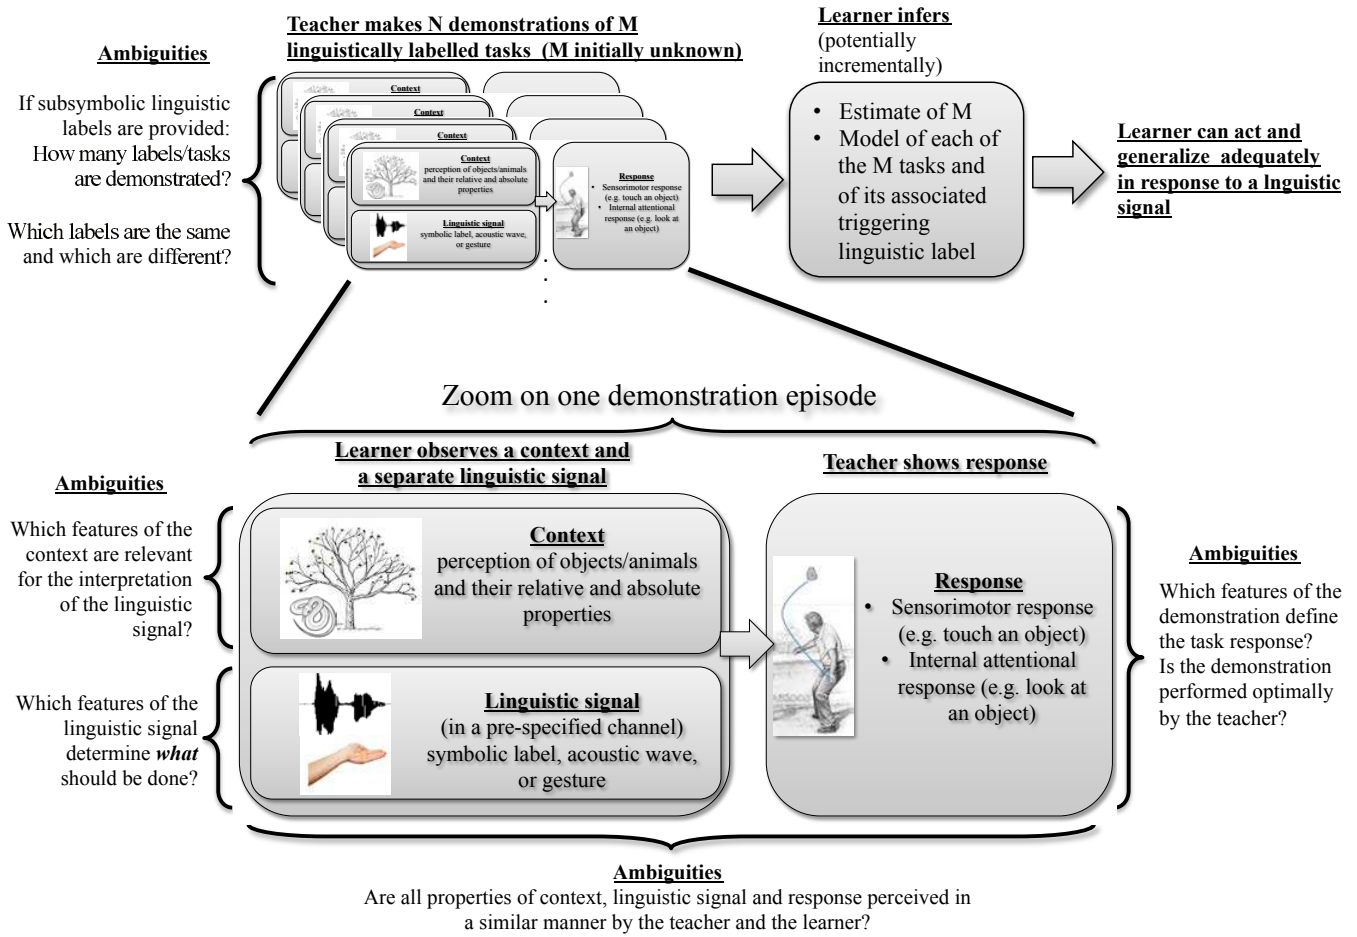 Teacher makes N demonstrations of M
linguistically labelled tasks  (M initially unknown)
Learner infers
(potentially
incrementally)
Ambiguities
If subsymbolic linguistic
labels are provided:
How many labels/tasks
are demonstrated?
Which labels are the same
and which are different?
Context
Context
Context
Context
perception of objects/animals
and their relative and absolute
properties
Linguistic signal
symbolic label, acoustic wave,
or gesture
Response
• Sensorimotor response
(e.g. touch an object)
• Internal attentional
response (e.g. look at
an object)
.
.
.
• Estimate of M
• Model of each of
the M tasks and
of its associated
triggering
linguistic label
Learner can act and
generalize  adequately
in response to a lnguistic
signal
Zoom on one demonstration episode
Learner observes a context and
a separate linguistic signal
Teacher shows response
Ambiguities
Which features of the
context are relevant
for the interpretation
of the linguistic
signal?
Which features of the
linguistic signal
determine what
should be done?
Context
perception of objects/animals
and their relative and absolute
properties
Linguistic signal
(in a pre-specified channel)
symbolic label, acoustic wave,
or gesture
Response
• Sensorimotor response
(e.g. touch an object)
• Internal attentional
response (e.g. look at
an object)
Ambiguities
Which features of the
demonstration define
the task response?
Is the demonstration
performed optimally
by the teacher?
Ambiguities
Are all properties of context, linguistic signal and response perceived in
a similar manner by the teacher and the learner?